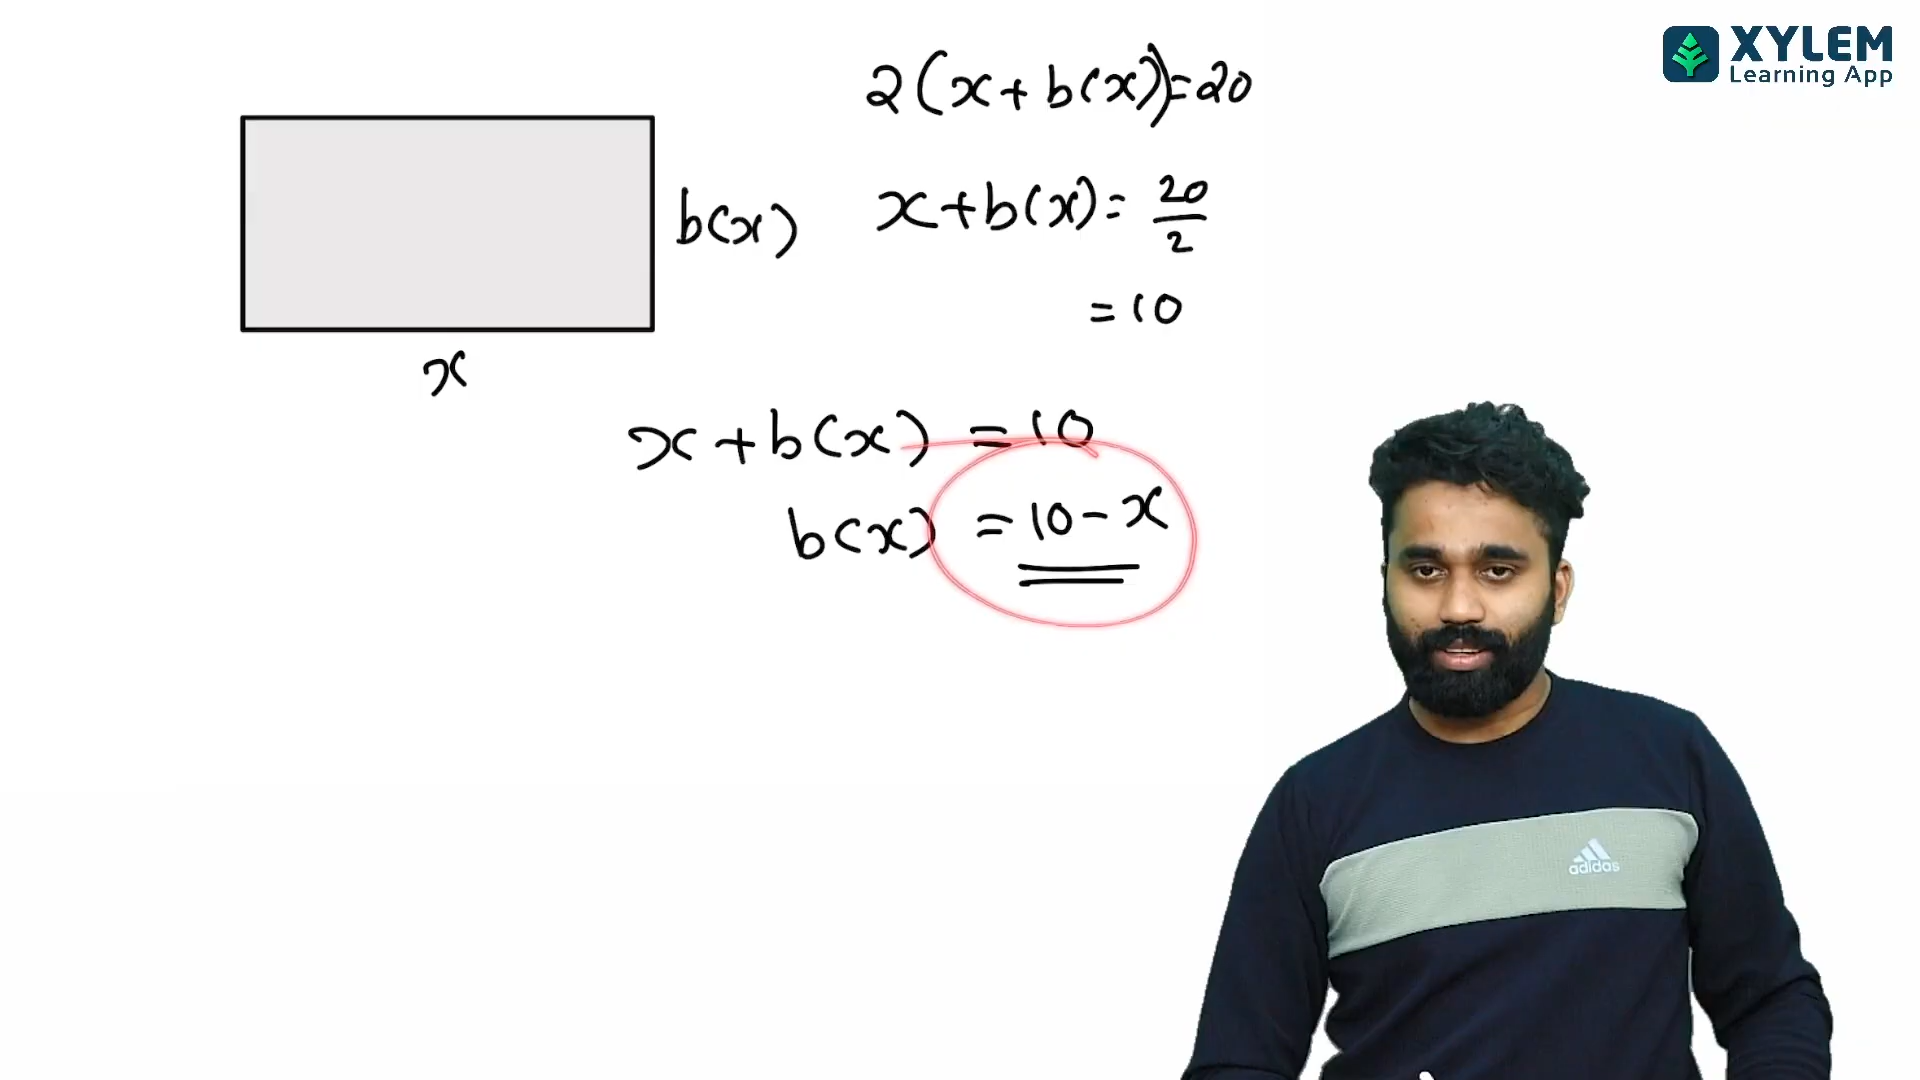 XYLEM
Learning App
2(x+b(x))=20
b(x)
x+b(x)= 20/2
=10
x
x+b(x) =10
b(x) =10-x
adidas